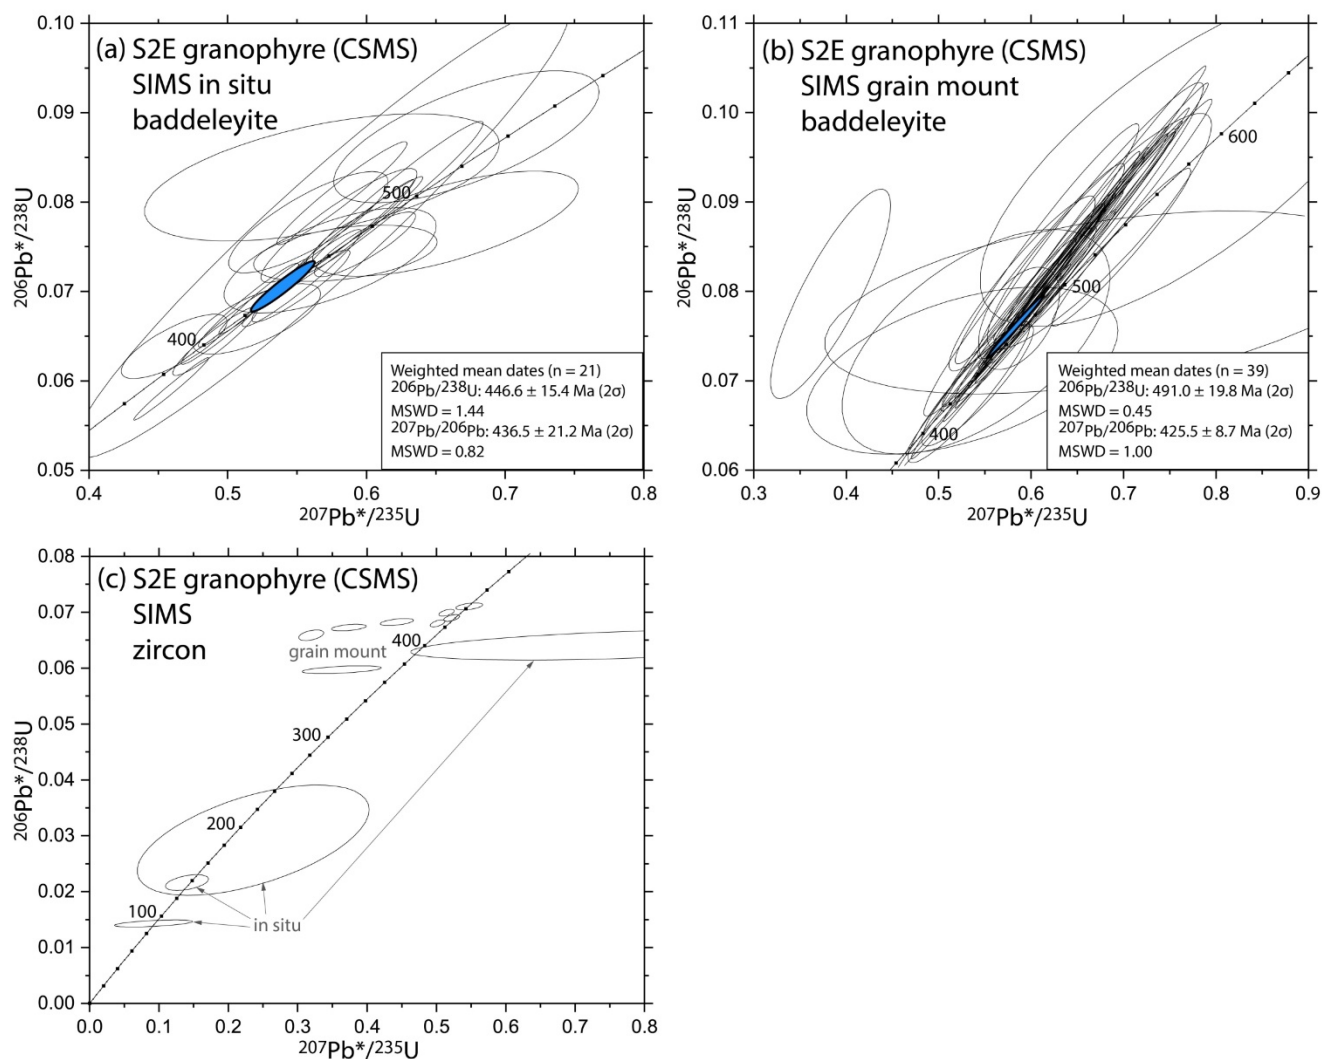 (a) S2E granophyre (CSMS)
SIMS in situ
baddeleyite
0.10
0.09
0.08
0.07
0.06
0.05
206Pb*/238U
500
400
Weighted mean dates (n = 21)
206Pb/238U: 446.6 ± 15.4 Ma (2σ)
MSWD = 1.44
207Pb/206Pb: 436.5 ± 21.2 Ma (2σ)
MSWD = 0.82
0.4 0.5 0.6 0.7 0.8
207Pb*/235U
(b) S2E granophyre (CSMS)
SIMS grain mount
baddeleyite
0.11
0.10
0.09
0.08
0.07
0.06
206Pb*/238U
600
500
400
Weighted mean dates (n = 39)
206Pb/238U: 491.0 ± 19.8 Ma (2σ)
MSWD = 0.45
207Pb/206Pb: 425.5 ± 8.7 Ma (2σ)
MSWD = 1.00
0.3 0.4 0.5 0.6 0.7 0.8 0.9
207Pb*/235U
(c) S2E granophyre (CSMS)
SIMS
zircon
0.08
0.07
0.06
0.05
0.04
0.03
0.02
0.01
0.00
206Pb*/238U
400
grain mount
300
200
100
in situ
0.0 0.1 0.2 0.3 0.4 0.5 0.6 0.7 0.8
207Pb*/235U